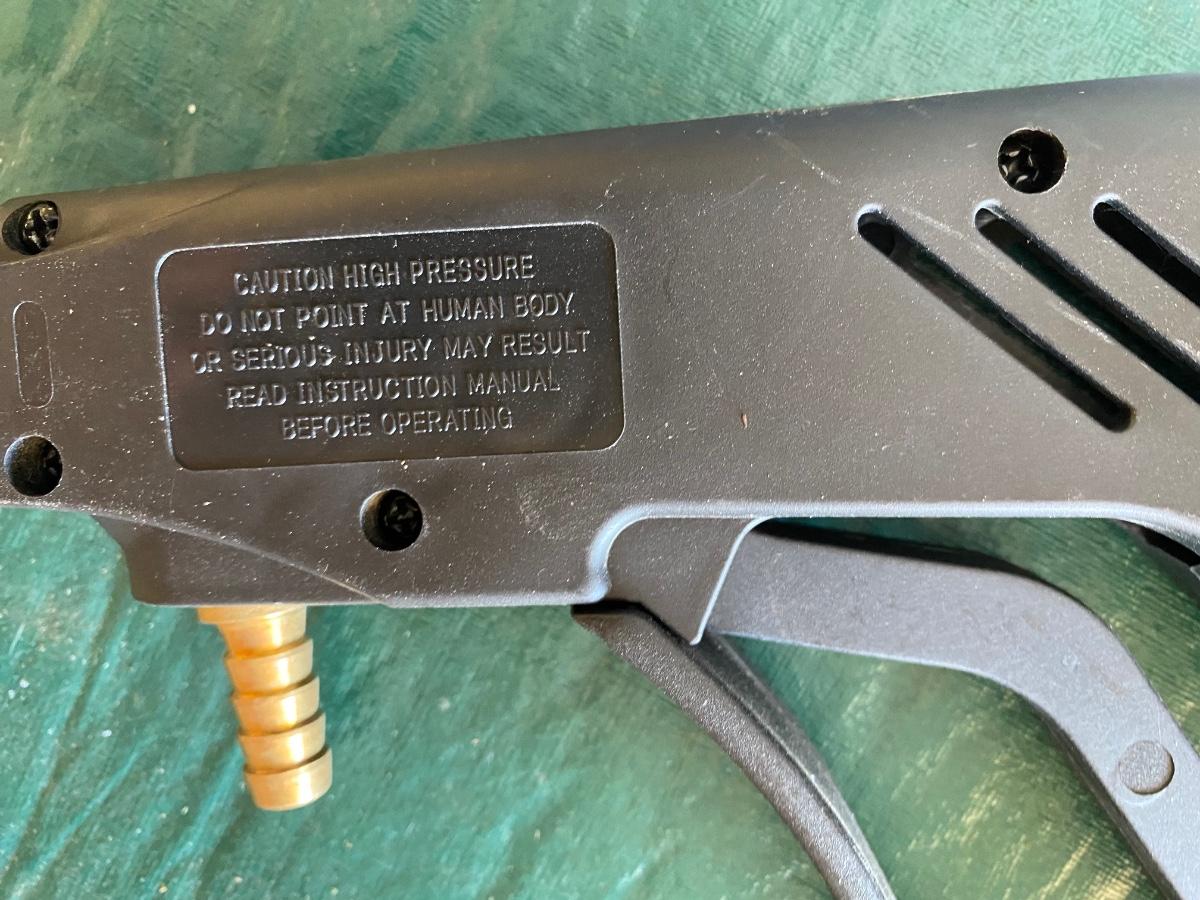 CAUTION HIGH PRESSURE
DO NOT POINT AT HUMAN BODY
OR SERIOUS INJURY MAY RESULT
READ INSTRUCTION MANUAL
BEFORE OPERATING